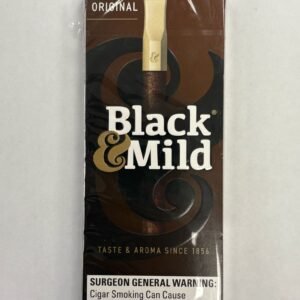 ORIGINAL
Black®
& Mild
TASTE & AROMA SINCE 1856
SURGEON GENERAL WARNING:
Cigar Smoking Can Cause